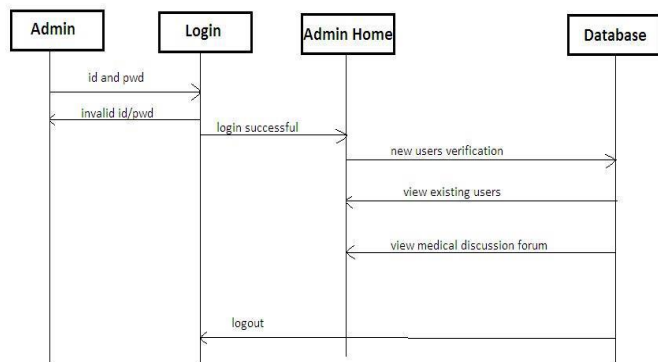 Admin
Login
Admin Home
Database
id and pwd
invalid id/pwd
login successful
new users verification
view existing users
view medical discussion forum
logout